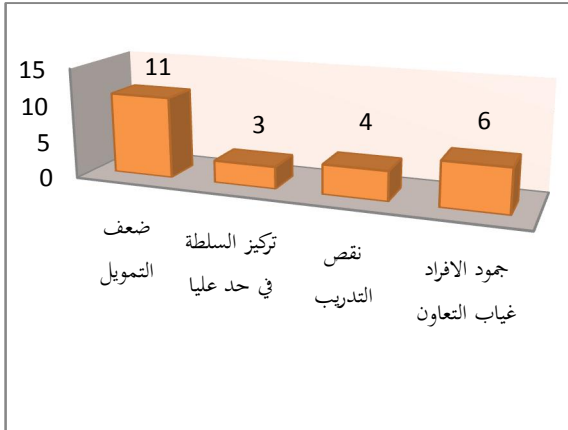 15
10
5
0
11
3
4
6
ضعف
التمويل
تركيز السلطة
في حد عليا
نقص
التدريب
جمود الافراد
غياب التعاون